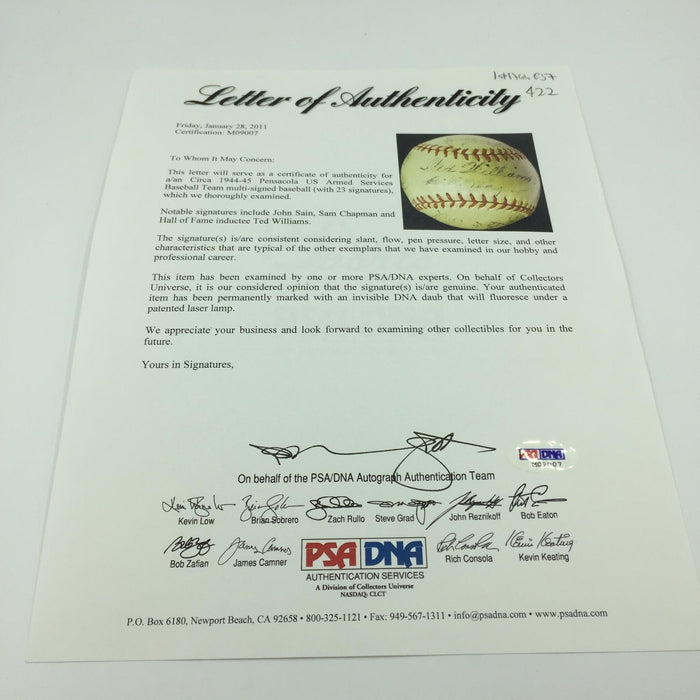 422
Letter of Authenticity
Friday, January 28, 2011
Certification: M09007
To Whom It May Concern:
This letter will serve as a certificate of authenticity for
a/an Circa 1944-45 Pensacola US Armed Services
Baseball Team multi-signed baseball (with 23 signatures),
which we thoroughly examined.
Ted Williams
Notable signatures include John Sain, Sam Chapman and
Hall of Fame inductee Ted Williams.
The signature(s) is/are consistent considering slant, flow, pen pressure, letter size, and other
characteristics that are typical of the other exemplars that we have examined in our hobby and
professional career.
This item has been examined by one or more PSA/DNA experts. On behalf of Collectors
Universe, it is our considered opinion that the signature(s) is/are genuine. Your authenticated
item has been permanently marked with an invisible DNA daub that will fluoresce under a
patented laser lamp.
We appreciate your business and look forward to examining other collectibles for you in the
future.
Yours in Signatures,
On behalf of the PSA/DNA Autograph Authentication Team
PSA DNA
M09007
Kevin Low Brian Sobrero Zach Rullo Steve Grad John Reznikoff Bob Eaton
Bob Zafian James Camner Rich Consola Kevin Keating
PSA DNA
AUTHENTICATION SERVICES
A Division of Collectors Universe
NASDAQ: CLCT
P.O. Box 6180, Newport Beach, CA 92658 • 800-325-1121 • Fax: 949-567-1311 • info@psadna.com • www.psadna.com